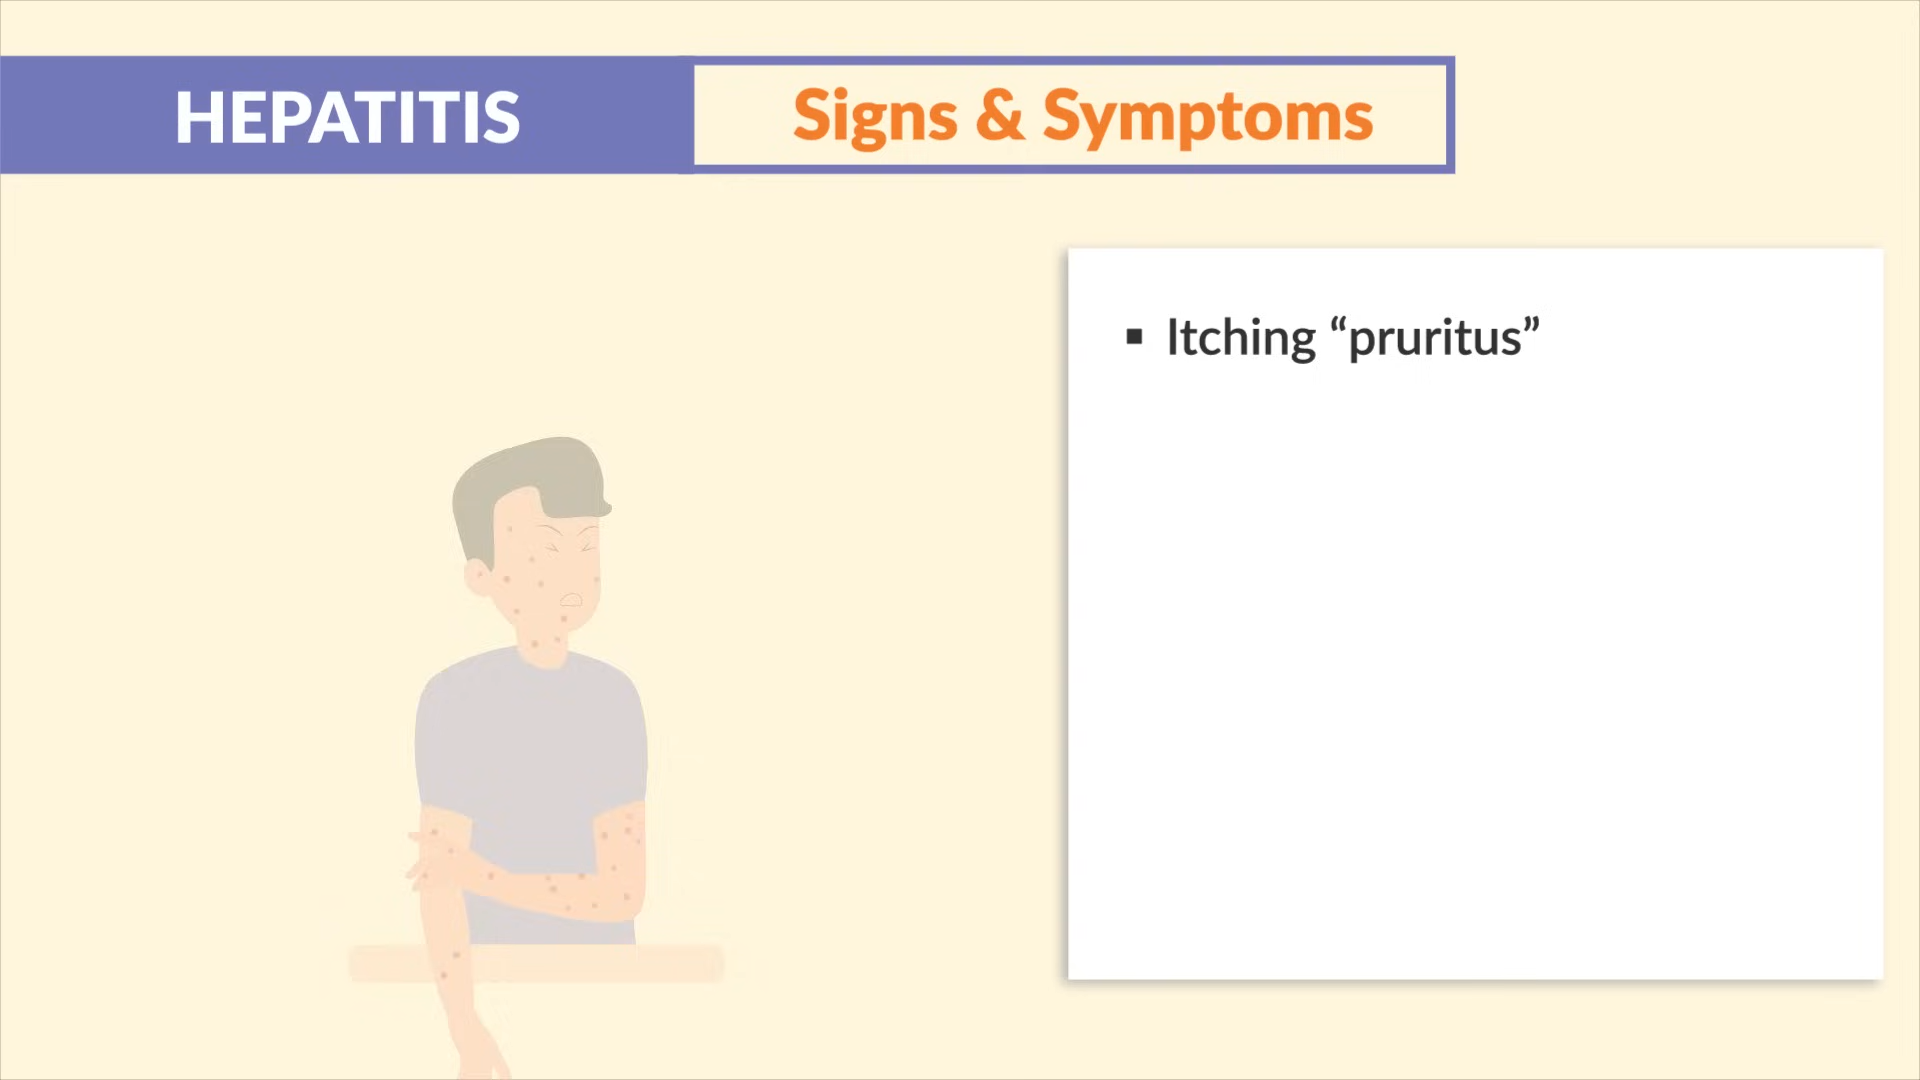 HEPATITIS
Signs & Symptoms
▪ Itching “pruritus”